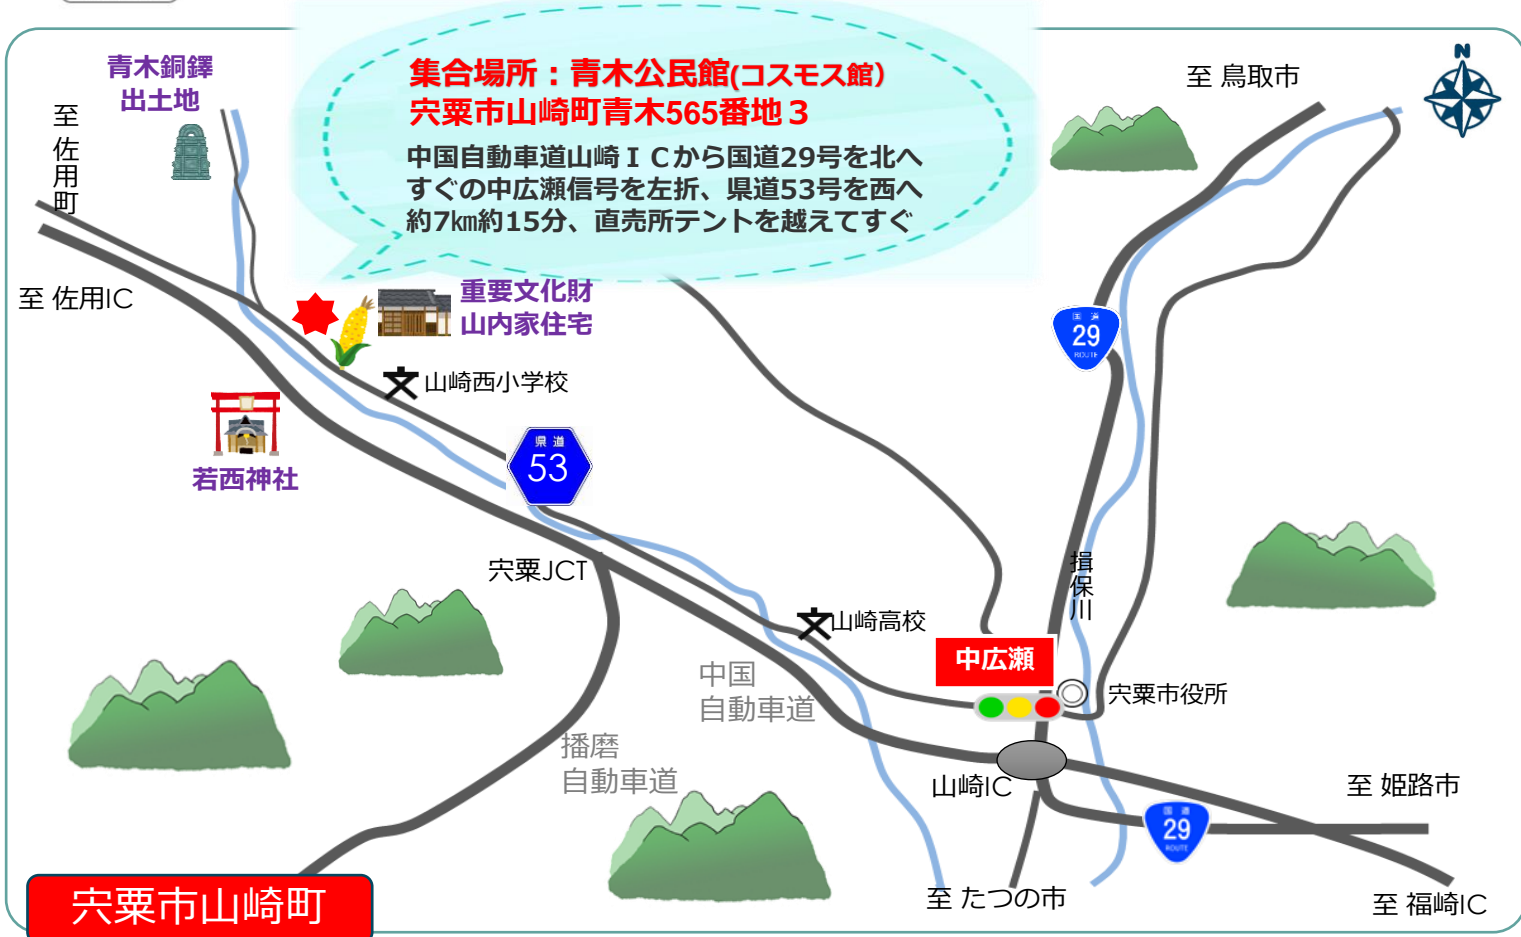 集合場所：青木公民館(コスモス館）
宍粟市山崎町青木565番地３
中国自動車道山崎ＩＣから国道29号を北へ
すぐの中広瀬信号を左折、県道53号を西へ
約7㎞約15分、直売所テントを越えてすぐ
青木銅鐸
出土地
至 佐用町
至 佐用IC
重要文化財
山内家住宅
山崎西小学校
若西神社
県道
53
至 鳥取市
N
国道
29
ROUTE
宍粟JCT
揖保川
山崎高校
中広瀬
宍粟市役所
中国
自動車道
播磨
自動車道
山崎IC
至 姫路市
国道
29
ROUTE
至 たつの市
至 福崎IC
宍粟市山崎町